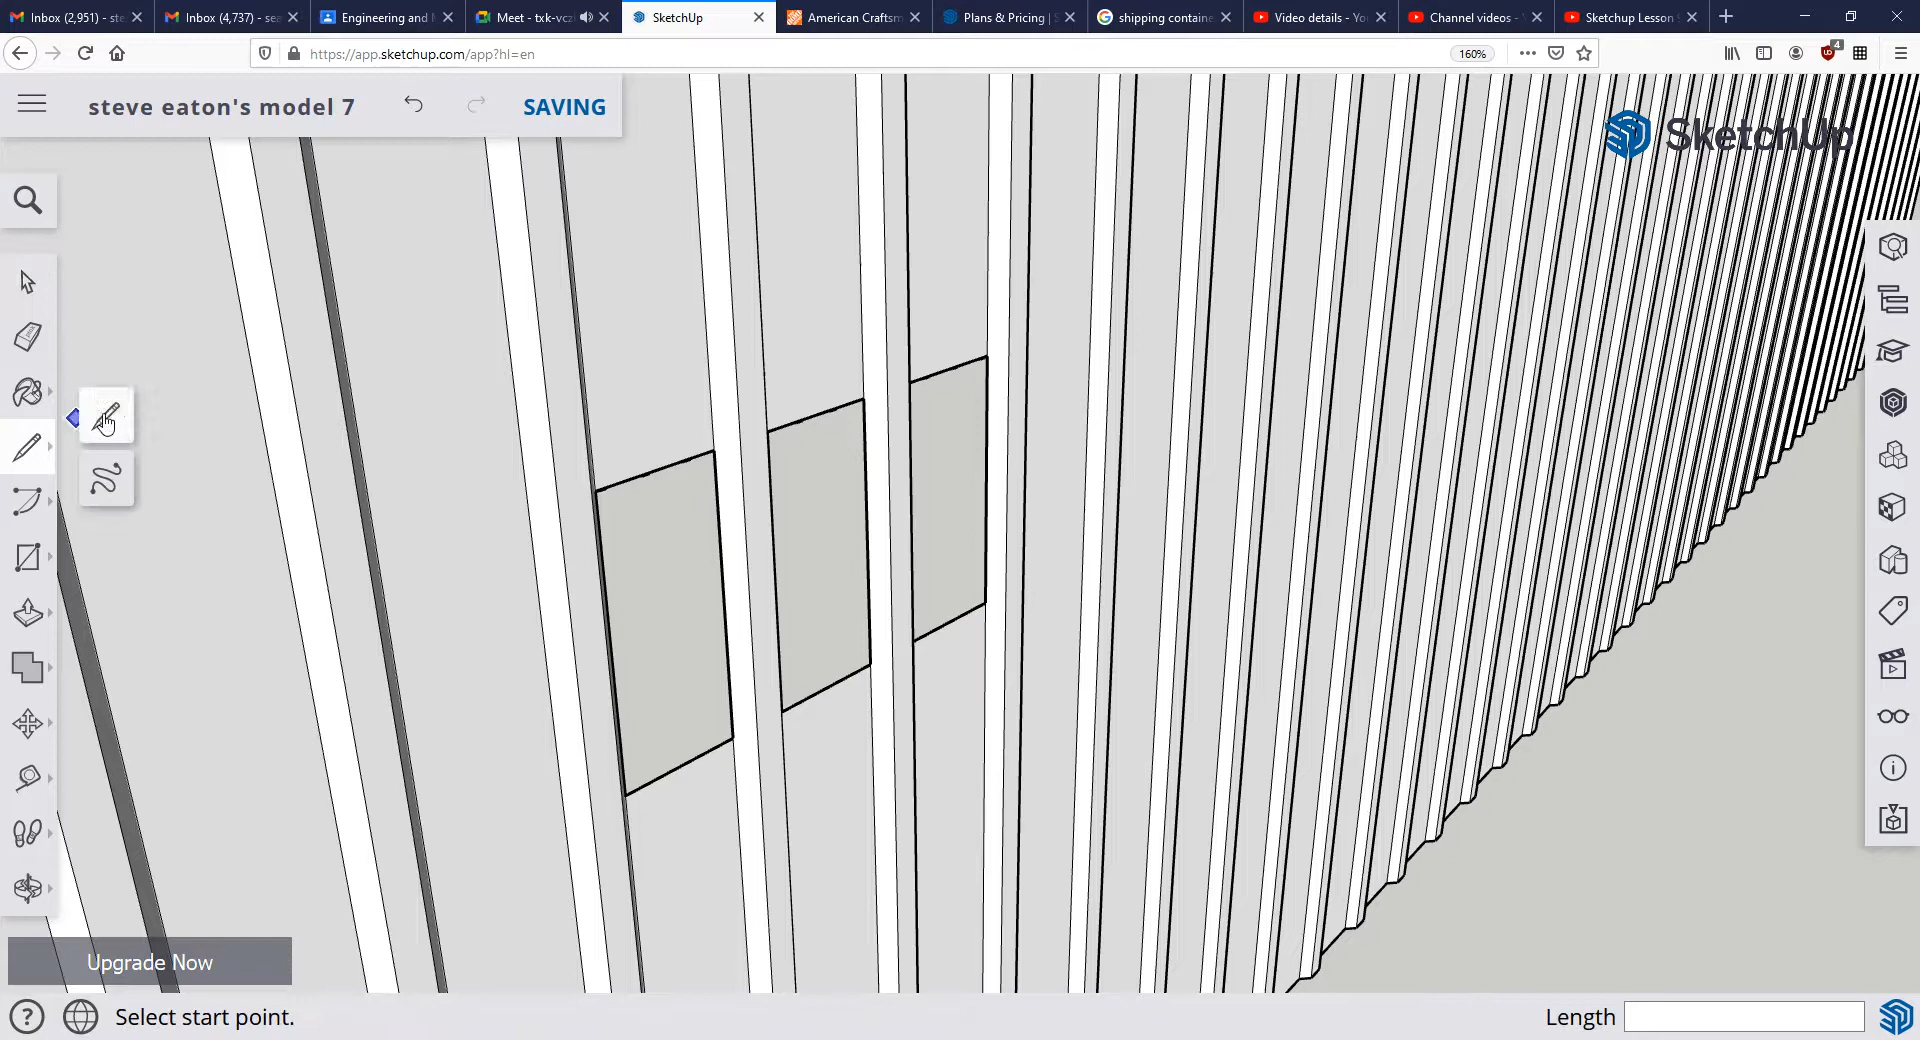 Inbox (2,951) - ste
Inbox (4,737) - sea
Engineering and M
Meet - txk-vcz
SketchUp
American Craftsm
Plans & Pricing | S
shipping containe
Video details - Yo
Channel videos -
Sketchup Lesson
https://app.sketchup.com/app?hl=en
160%
4
steve eaton's model 7
SAVING
SketchUp
Upgrade Now
Select start point.
Length